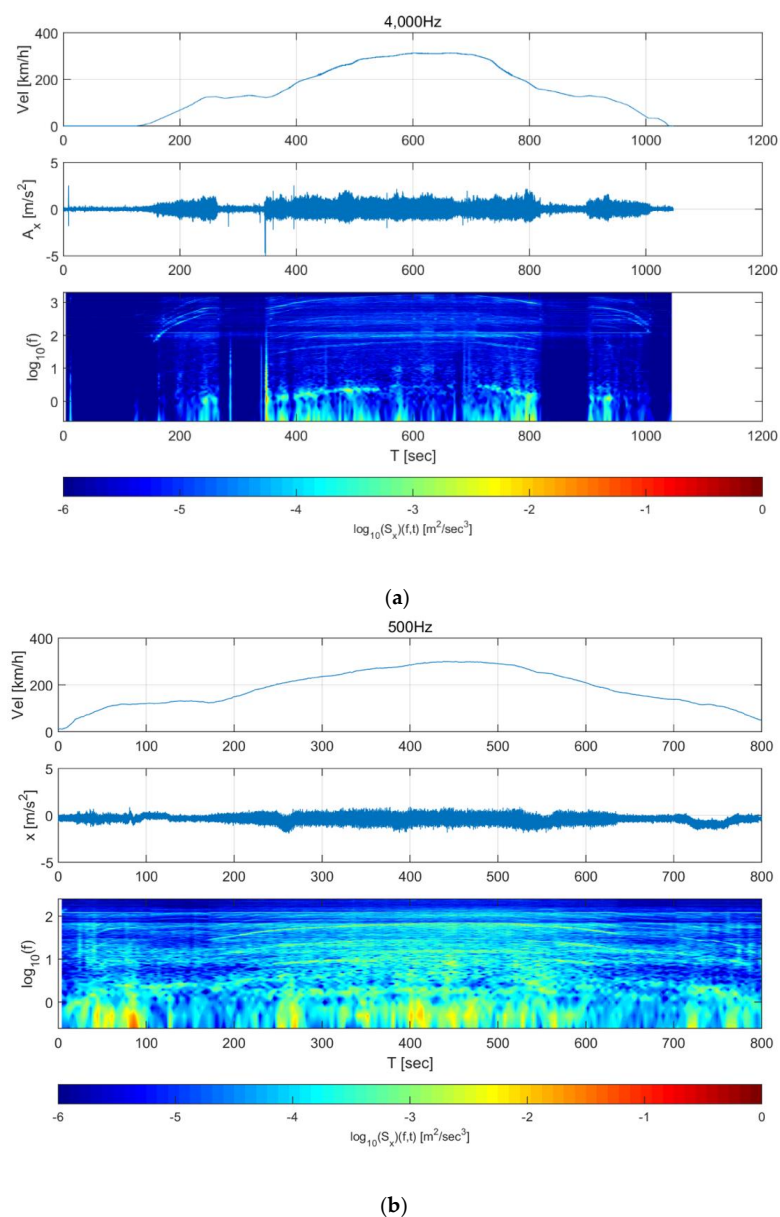 4,000Hz
Vel [km/h]
400
200
0
0 200 400 600 800 1000 1200
A_x [m/s^2]
5
0
-5
0 200 400 600 800 1000 1200
log_10(f)
3
2
1
0
0 200 400 600 800 1000 1200
T [sec]
-6 -5 -4 -3 -2 -1 0
log_10(S_x)(f,t) [m^2/sec^3]
(a)
500Hz
Vel [km/h]
400
200
0
0 100 200 300 400 500 600 700 800
x [m/s^2]
5
0
-5
0 100 200 300 400 500 600 700 800
log_10(f)
2
1
0
0 100 200 300 400 500 600 700 800
T [sec]
-6 -5 -4 -3 -2 -1 0
log_10(S_x)(f,t) [m^2/sec^3]
(b)